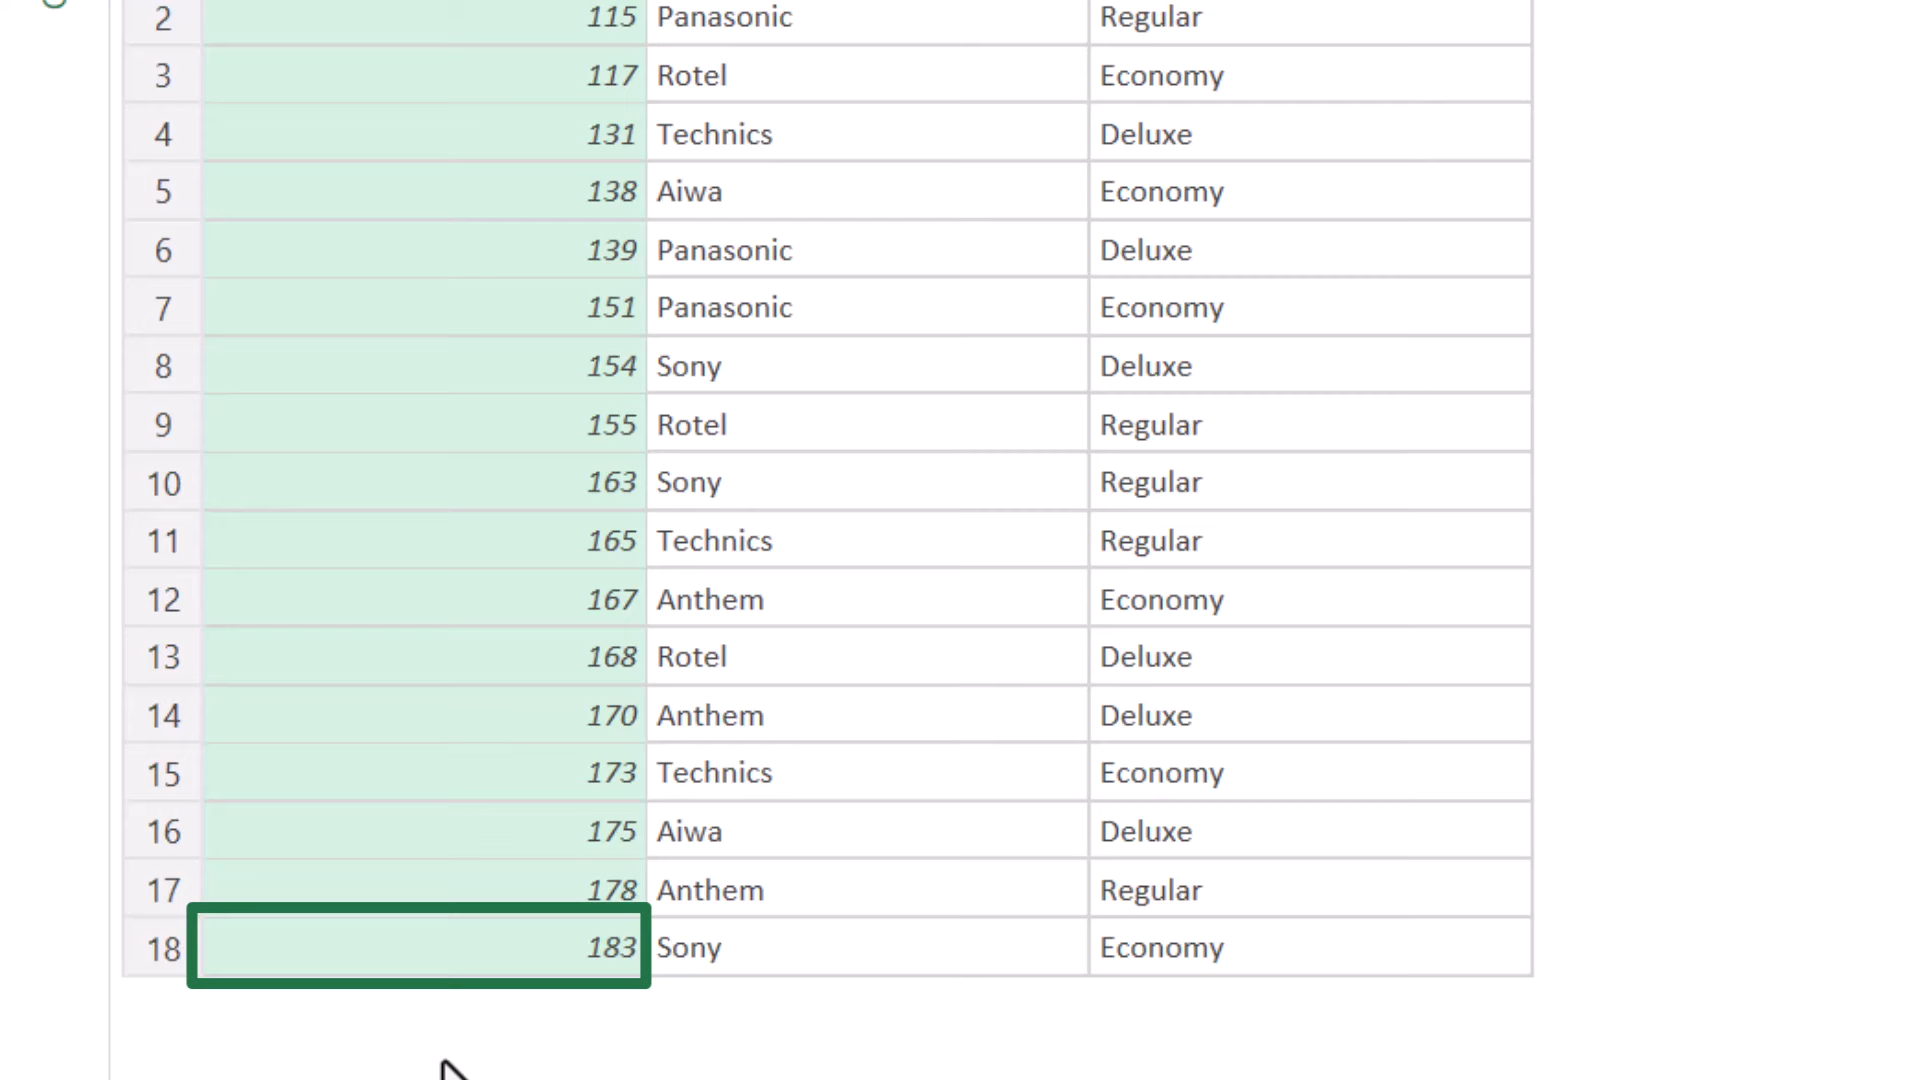 2 115 Panasonic Regular
3 117 Rotel Economy
4 131 Technics Deluxe
5 138 Aiwa Economy
6 139 Panasonic Deluxe
7 151 Panasonic Economy
8 154 Sony Deluxe
9 155 Rotel Regular
10 163 Sony Regular
11 165 Technics Regular
12 167 Anthem Economy
13 168 Rotel Deluxe
14 170 Anthem Deluxe
15 173 Technics Economy
16 175 Aiwa Deluxe
17 178 Anthem Regular
18 183 Sony Economy